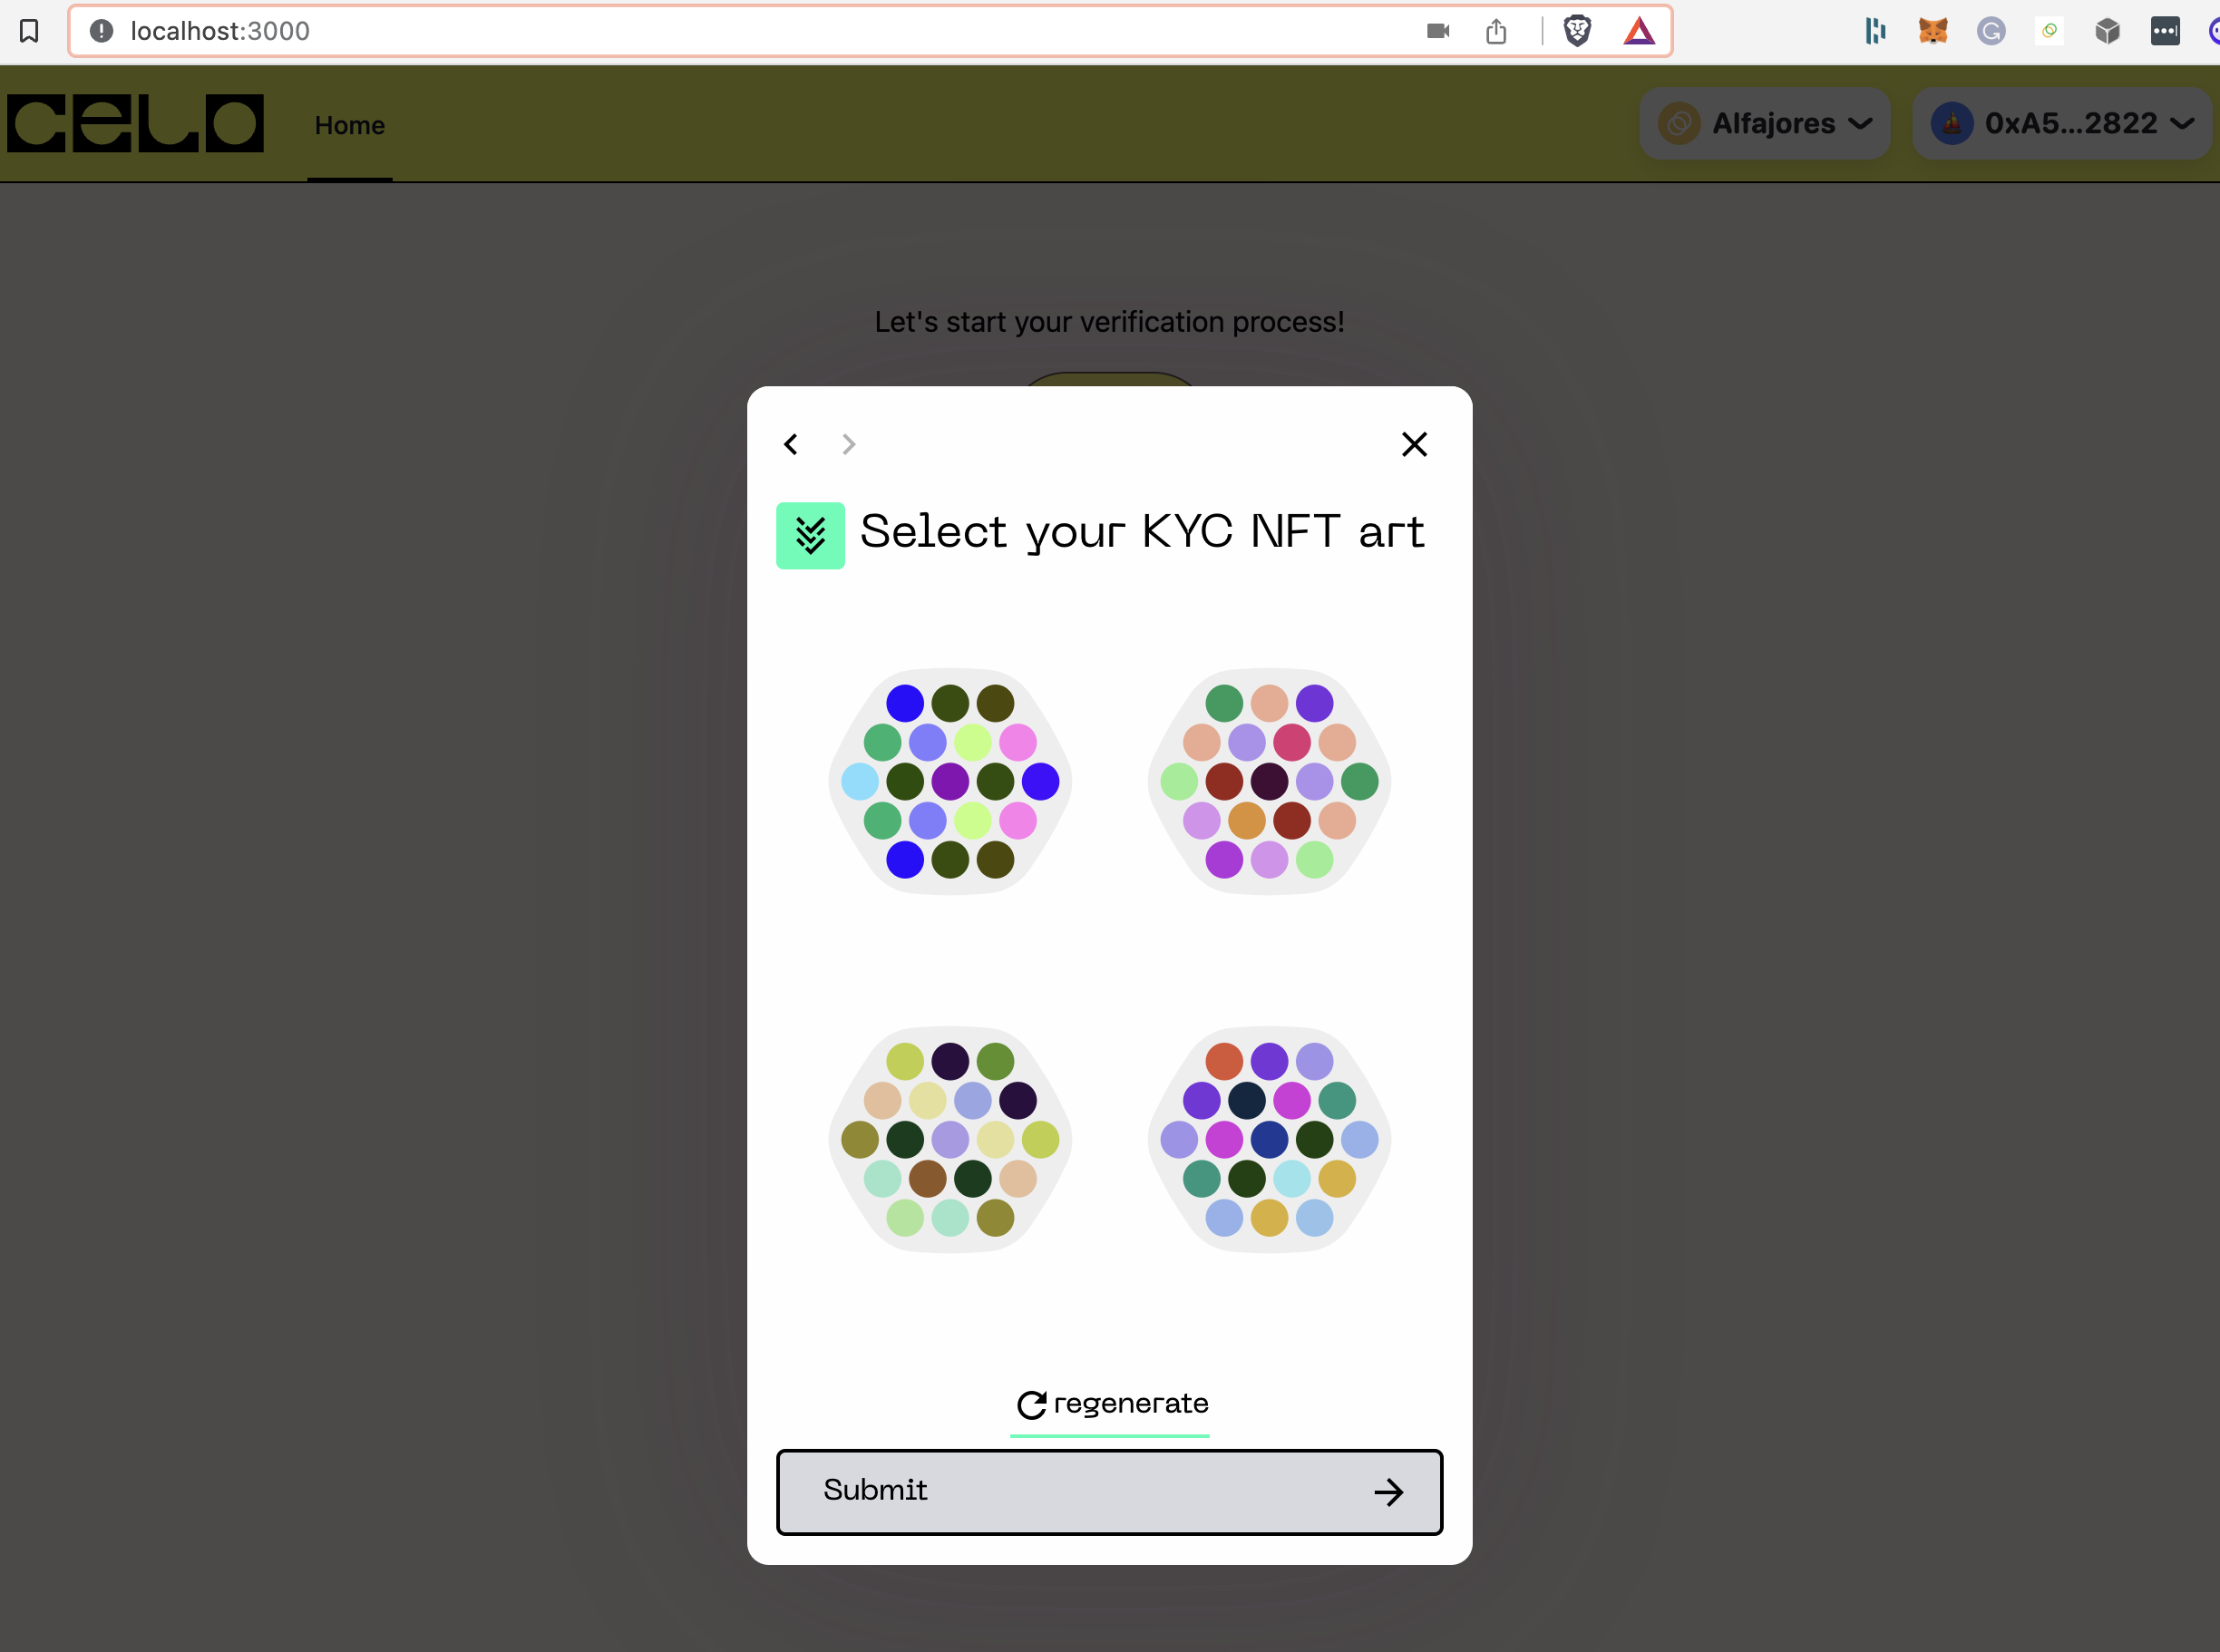 localhost:3000
CELO
Home
Alfajores
0xA5...2822
Let's start your verification process!
Select your KYC NFT art
regenerate
Submit